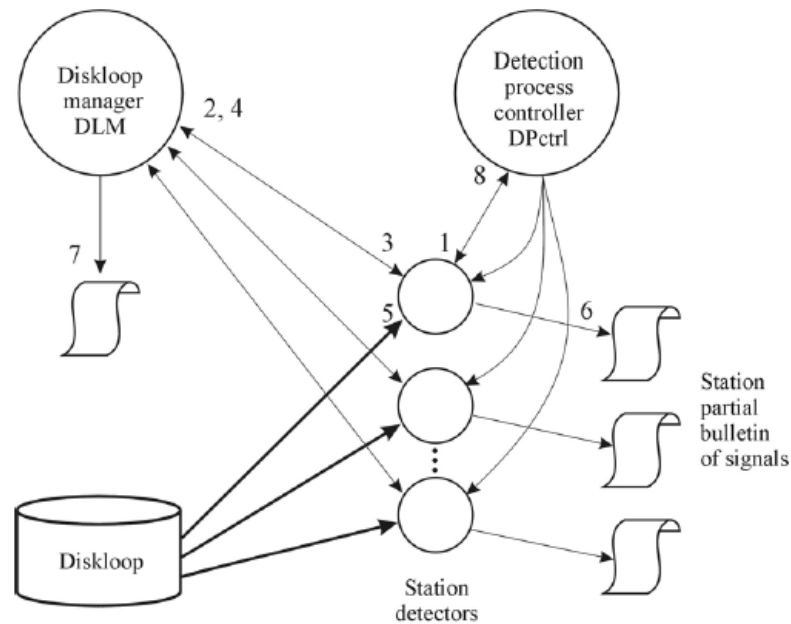 Diskloop
manager
DLM
Detection
process
controller
DPctrl
2, 4
8
3
1
7
5
6
Station
partial
bulletin
of signals
Diskloop
Station
detectors